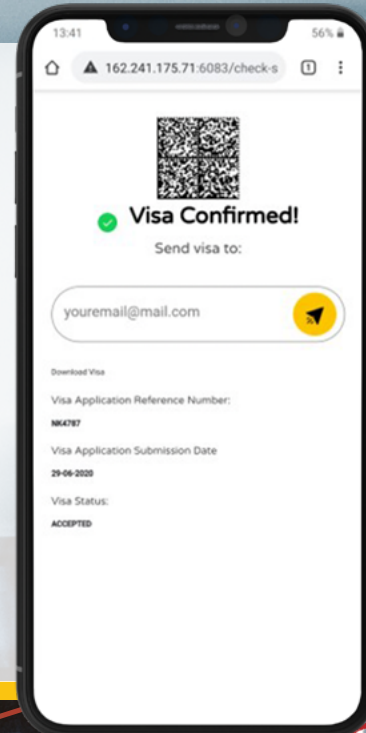 13:41
56%
162.241.175.71:6083/check-s
1
Visa Confirmed!
Send visa to:
youremail@mail.com
Download Visa
Visa Application Reference Number:
NK4787
Visa Application Submission Date
29-06-2020
Visa Status:
ACCEPTED